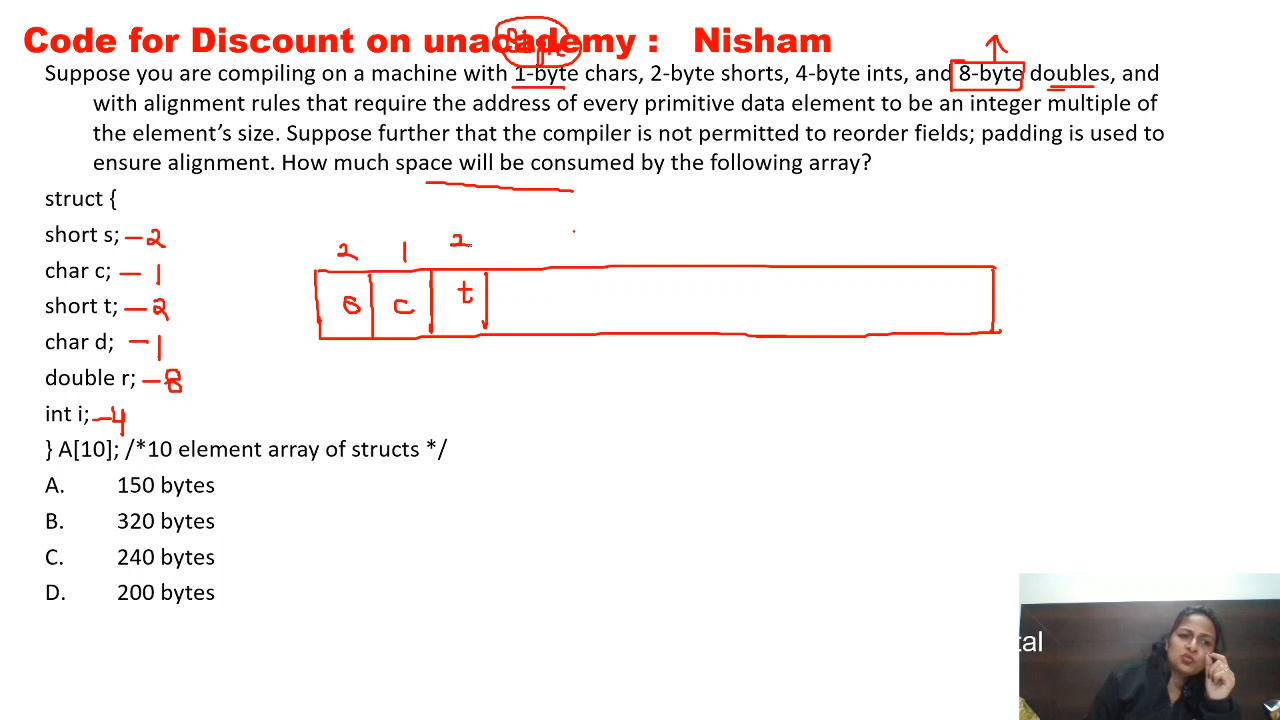 Code for Discount on unacademy : Nisham
Suppose you are compiling on a machine with 1-byte chars, 2-byte shorts, 4-byte ints, and 8-byte doubles, and
with alignment rules that require the address of every primitive data element to be an integer multiple of
the element’s size. Suppose further that the compiler is not permitted to reorder fields; padding is used to
ensure alignment. How much space will be consumed by the following array?
struct {
short s; – 2
char c; – 1
short t; – 2
char d; – 1
double r; – 8
int i; – 4
2 1 2
s c t
} A[10]; /*10 element array of structs */
A. 150 bytes
B. 320 bytes
C. 240 bytes
D. 200 bytes